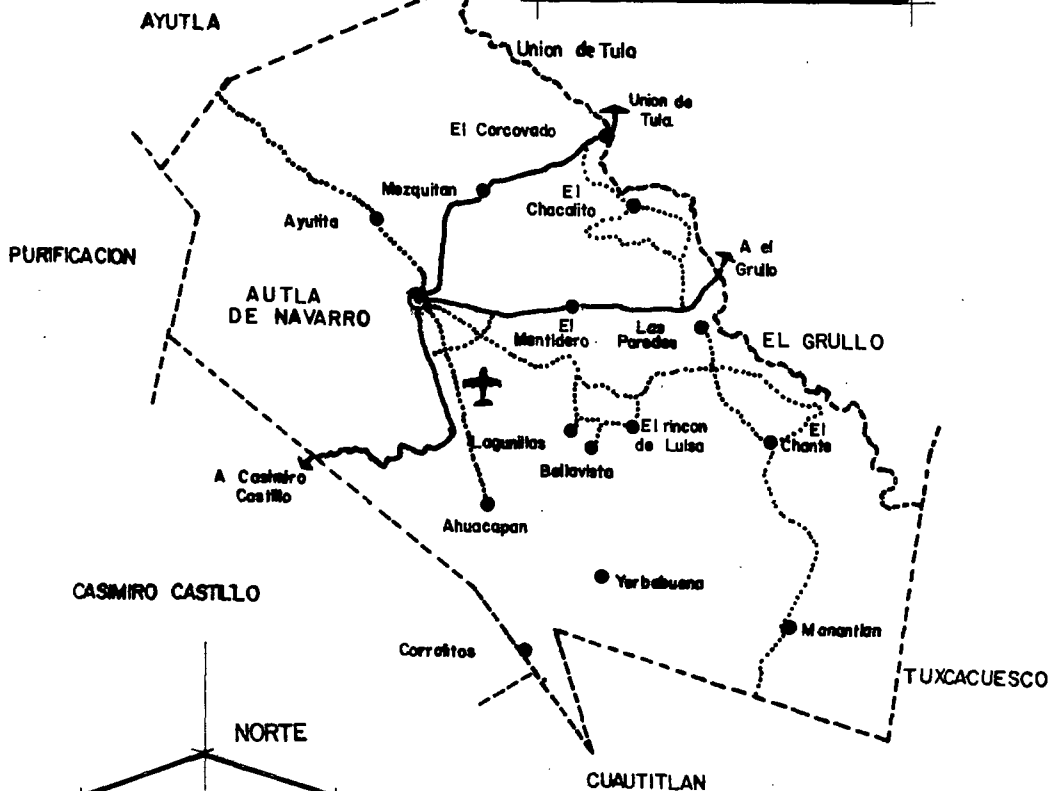 AYUTLA
Union de Tula
Union de
Tula.
El Corcovado
Mezquitan
El
Chacalito
Ayutita
PURIFICACION
A el
Grullo
AUTLA
DE NAVARRO
El
Mentidero
Las
Paredes
EL GRULLO
El rincon
de Luisa
El
Chante
Lagunillas
Bellavista
A Casimiro
Castillo
Ahuacapan
Yerbabuena
CASIMIRO CASTILLO
Manantlan
Corralitos
TUXCACUESCO
NORTE
CUAUTITLAN